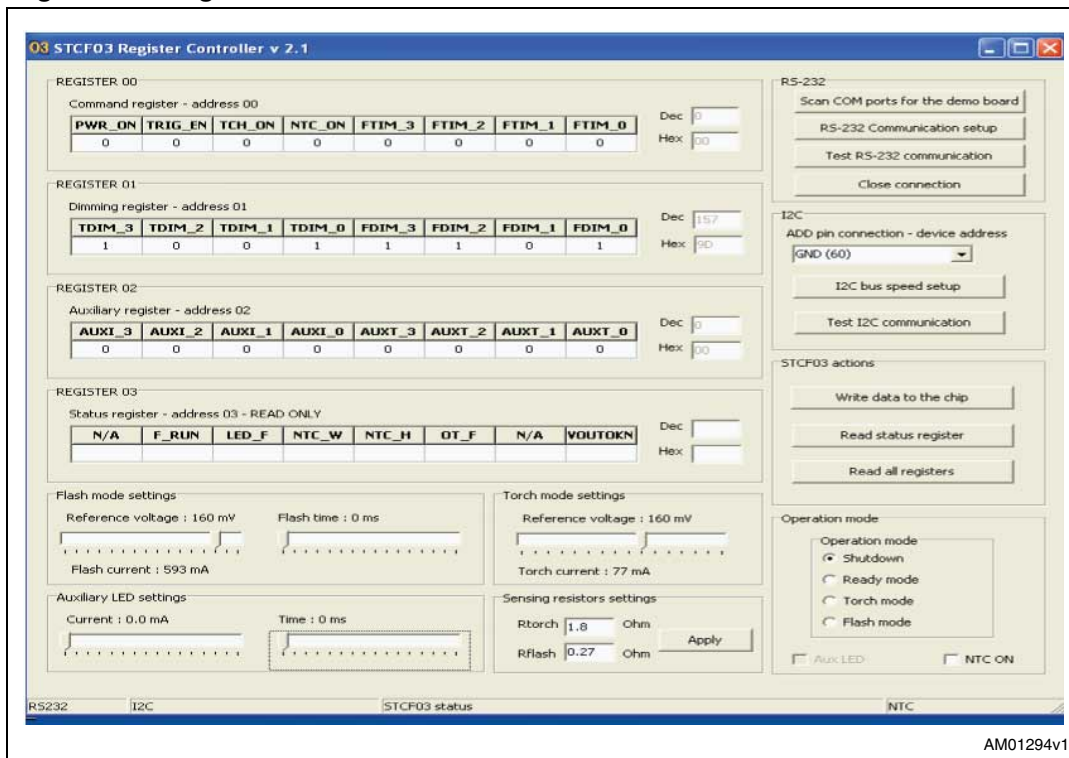 O3 STCF03 Register Controller v 2.1
REGISTER 00
Command register - address 00
PWR_ON TRIG_EN TCH_ON NTC_ON FTIM_3 FTIM_2 FTIM_1 FTIM_0
0 0 0 0 0 0 0 0
Dec 0
Hex 00
REGISTER 01
Dimming register - address 01
TDIM_3 TDIM_2 TDIM_1 TDIM_0 FDIM_3 FDIM_2 FDIM_1 FDIM_0
1 0 0 1 1 1 0 1
Dec 157
Hex 9D
REGISTER 02
Auxiliary register - address 02
AUXI_3 AUXI_2 AUXI_1 AUXI_0 AUXT_3 AUXT_2 AUXT_1 AUXT_0
0 0 0 0 0 0 0 0
Dec 0
Hex 00
REGISTER 03
Status register - address 03 - READ ONLY
N/A F_RUN LED_F NTC_W NTC_H OT_F N/A VOUTOKN
Dec
Hex
Flash mode settings
Reference voltage : 160 mV Flash time : 0 ms
Flash current : 593 mA
Torch mode settings
Reference voltage : 160 mV
Torch current : 77 mA
Auxiliary LED settings
Current : 0.0 mA Time : 0 ms
Sensing resistors settings
Rtorch 1.8 Ohm
Rflash 0.27 Ohm
Apply
RS-232
Scan COM ports for the demo board
RS-232 Communication setup
Test RS-232 communication
Close connection
I2C
ADD pin connection - device address
GND (60)
I2C bus speed setup
Test I2C communication
STCF03 actions
Write data to the chip
Read status register
Read all registers
Operation mode
Operation mode
Shutdown
Ready mode
Torch mode
Flash mode
Aux LED NTC ON
RS232 I2C STCF03 status NTC
AM01294v1